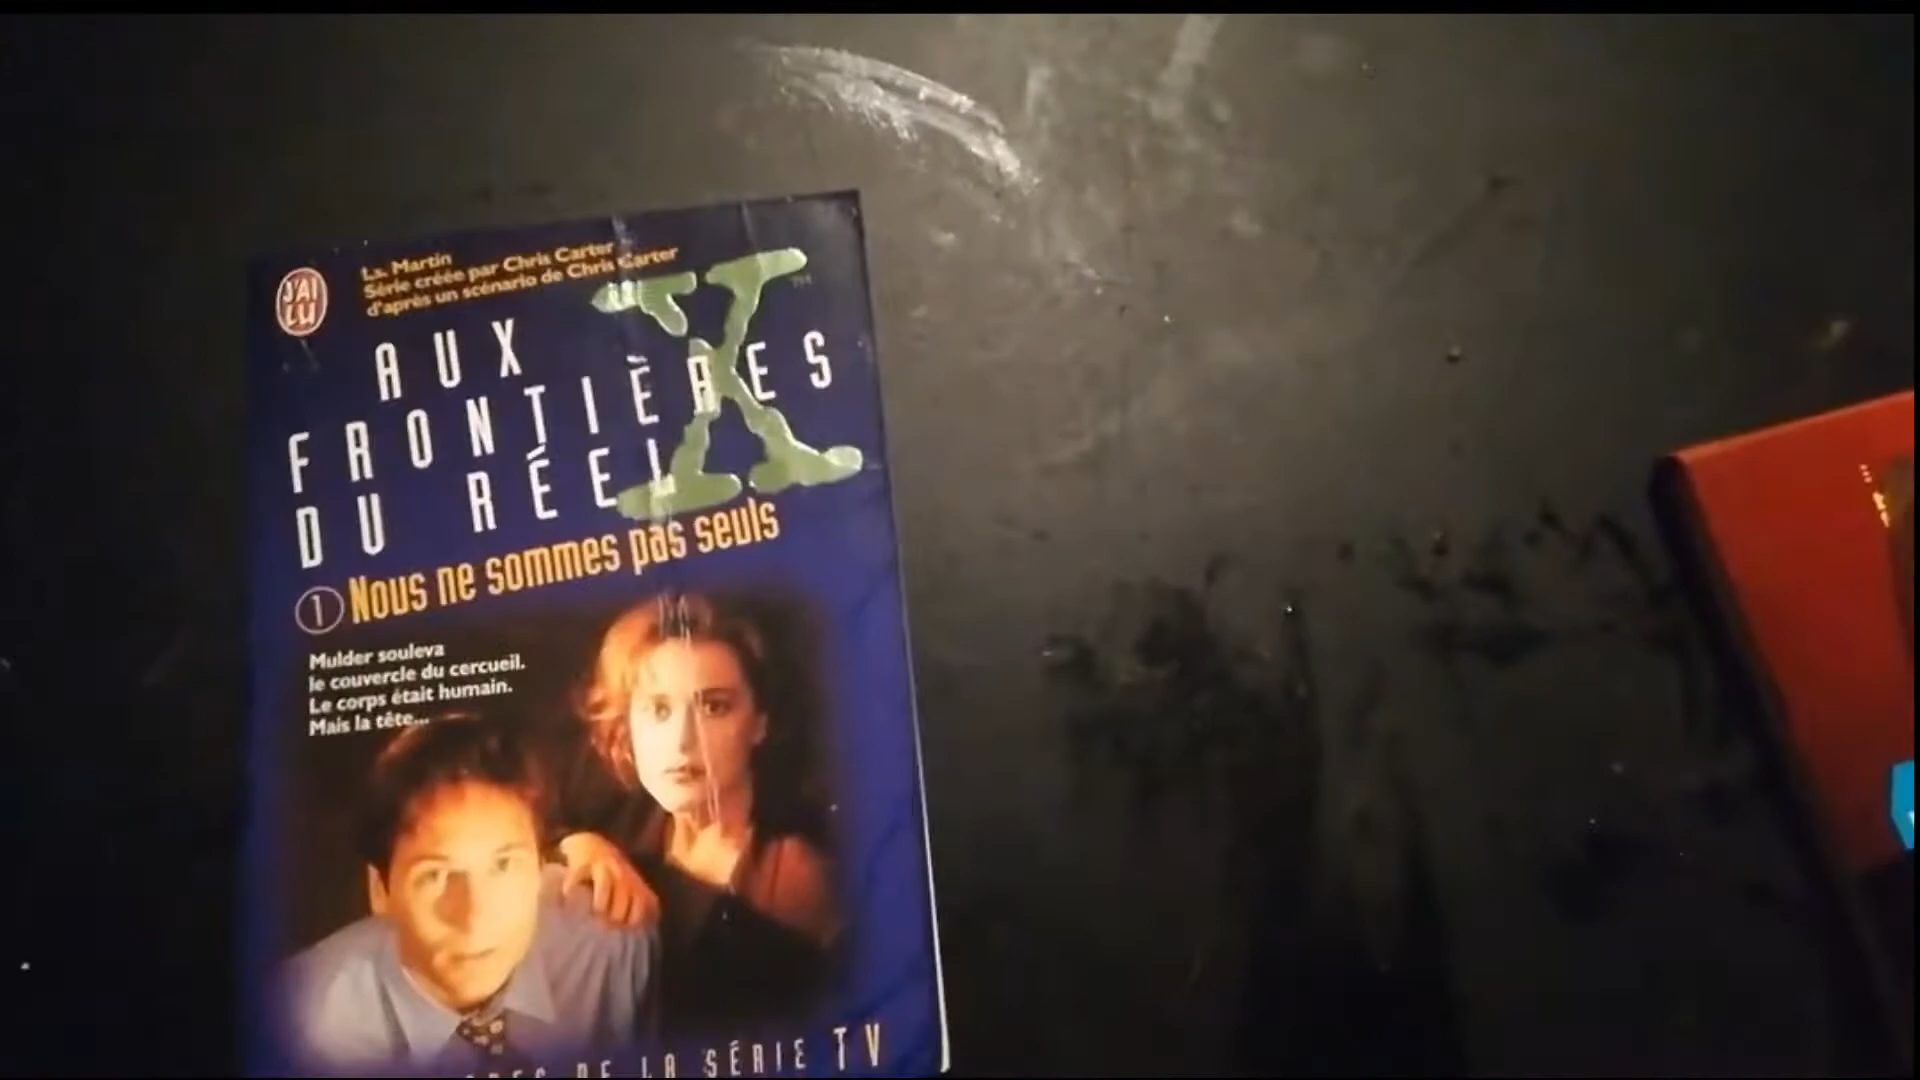 J'AI
LU
Ls. Martin
Série créée par Chris Carter
d'après un scénario de Chris Carter
X
TM
AUX
FRONTIÈRES
DU RÉEL
1 Nous ne sommes pas seuls
Mulder souleva
le couvercle du cercueil.
Le corps était humain.
Mais la tête...
DE LA SÉRIE TV